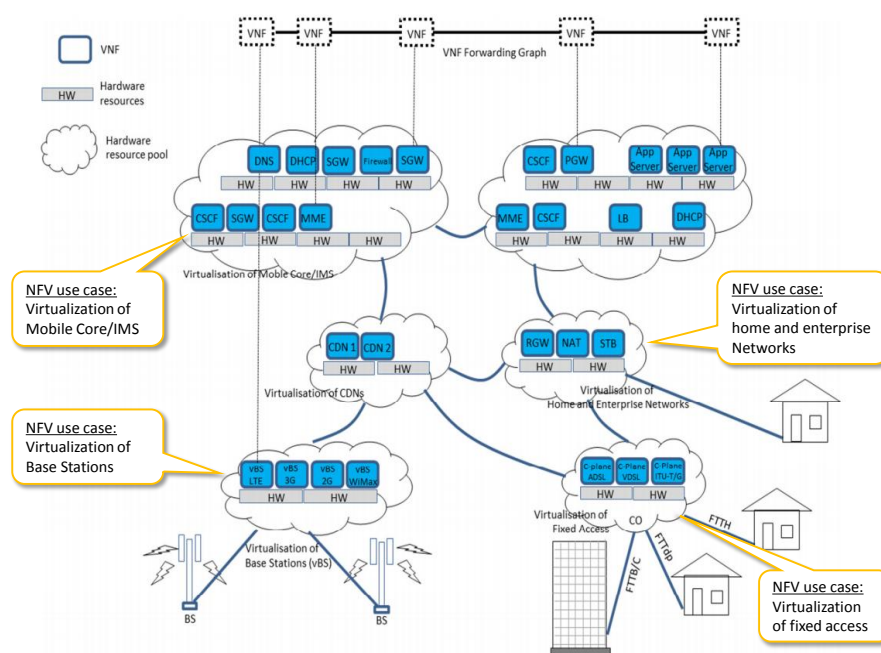 VNF VNF VNF VNF VNF
VNF Forwarding Graph
VNF
HW
Hardware
resources
Hardware
resource pool
DNS DHCP SGW Firewall SGW
HW HW HW HW
CSCF SGW CSCF MME
HW HW HW HW
Virtualisation of Moble Core/IMS
CSCF PGW App Server App Server App Server
HW HW HW HW
MME CSCF LB DHCP
HW HW HW HW
NFV use case:
Virtualization of
Mobile Core/IMS
NFV use case:
Virtualization of
home and enterprise
Networks
CDN 1 CDN 2
HW HW
Virtualisation of CDNs
RGW NAT STB
HW HW
Virtualisation of
Home and Enterprise Networks
NFV use case:
Virtualization of
Base Stations
vBS LTE vBS 3G vBS 2G vBS WiMax
HW HW
Virtualisation of
Base Stations (vBS)
BS BS
C-plane ADSL C-Plane VDSL C-Plane ITU-T/G
HW HW
Virtualisation of
Fixed Access
CO
FTTH
FTTdp
FTTB/C
NFV use case:
Virtualization
of fixed access